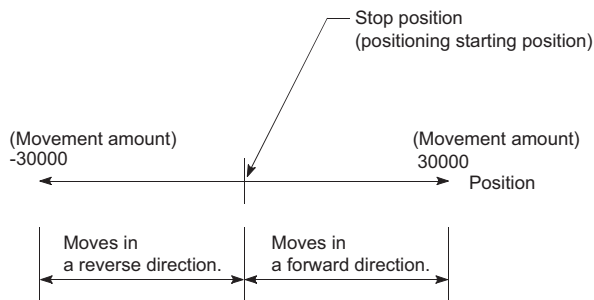 Stop position
(positioning starting position)
(Movement amount)
-30000
(Movement amount)
30000
Position
Moves in
a reverse direction.
Moves in
a forward direction.